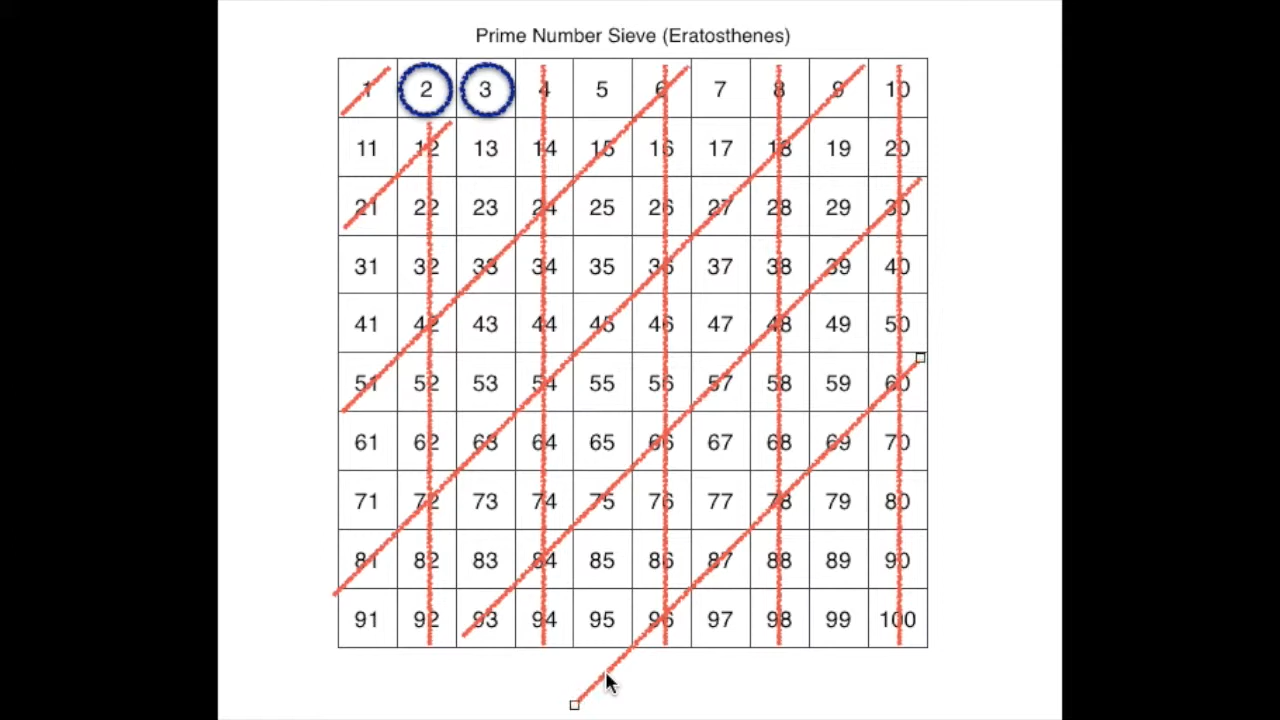 Prime Number Sieve (Eratosthenes)
1 2 3 4 5 6 7 8 9 10
11 12 13 14 15 16 17 18 19 20
21 22 23 24 25 26 27 28 29 30
31 32 33 34 35 36 37 38 39 40
41 42 43 44 45 46 47 48 49 50
51 52 53 54 55 56 57 58 59 60
61 62 63 64 65 66 67 68 69 70
71 72 73 74 75 76 77 78 79 80
81 82 83 84 85 86 87 88 89 90
91 92 93 94 95 96 97 98 99 100